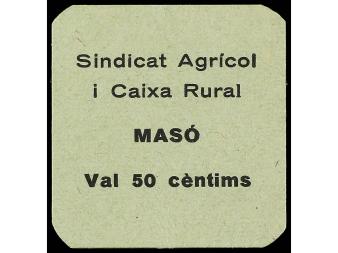 Sindicat Agrícol
i Caixa Rural
MASÓ
Val 50 cèntims